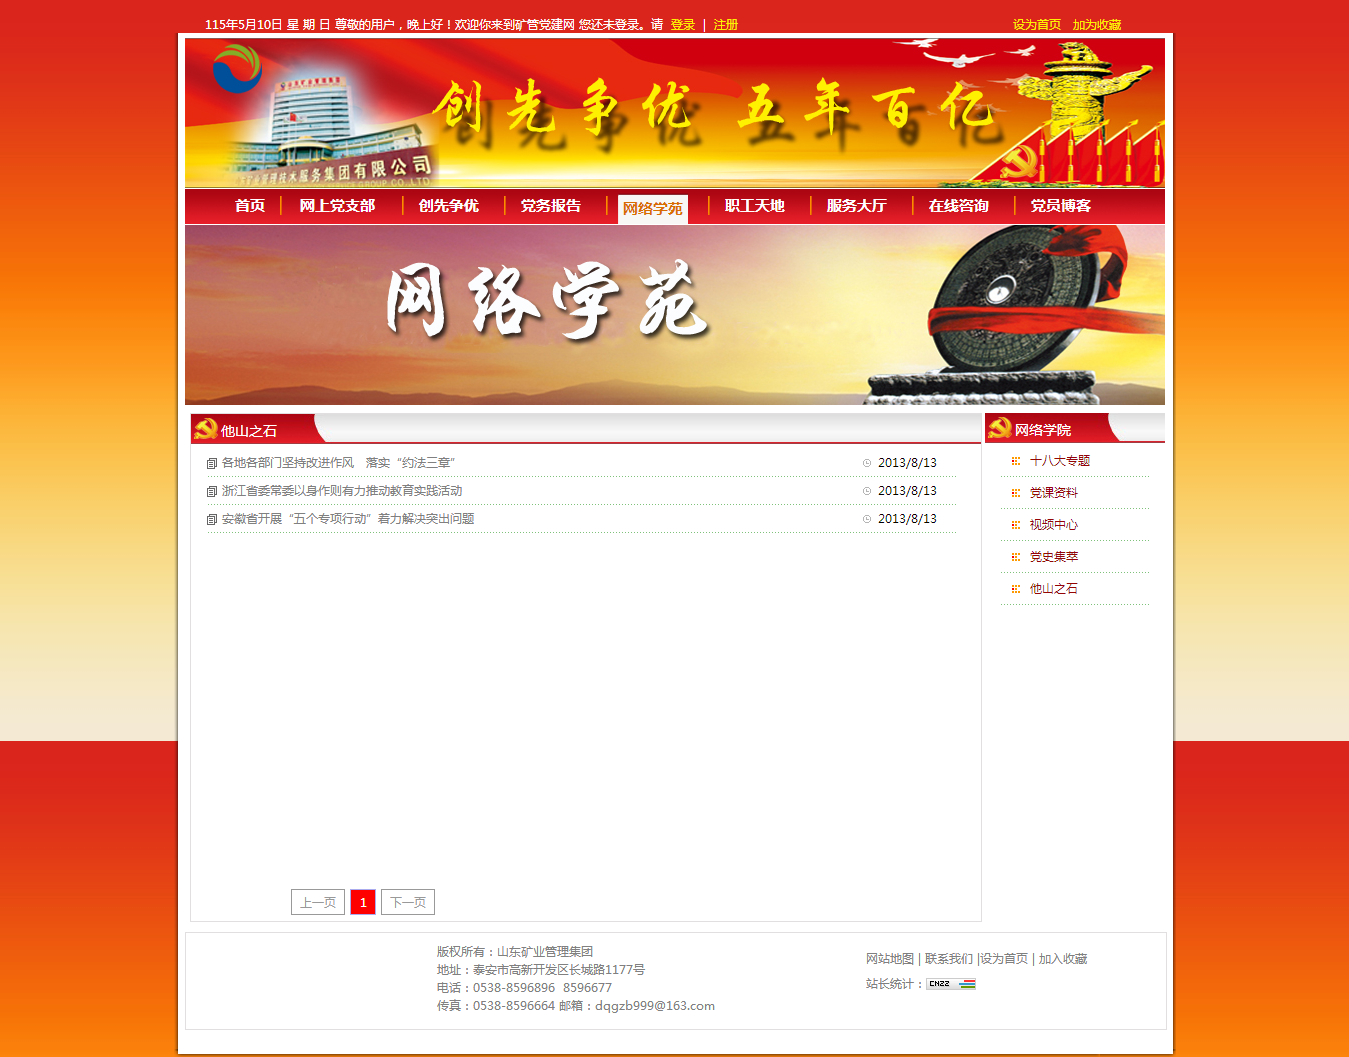 115年5月10日 星 期 日 尊敬的用户，晚上好！欢迎你来到矿管党建网 您还未登录。请 登录 | 注册
设为首页 加为收藏
创先争优 五年百亿
理技术服务集团有限公司
首页 网上党支部 创先争优 党务报告 网络学苑 职工天地 服务大厅 在线咨询 党员博客
网络学苑
他山之石
各地各部门坚持改进作风 落实“约法三章” 2013/8/13
浙江省委常委以身作则有力推动教育实践活动 2013/8/13
安徽省开展“五个专项行动”着力解决突出问题 2013/8/13
上一页 1 下一页
网络学院
十八大专题
党课资料
视频中心
党史集萃
他山之石
版权所有：山东矿业管理集团
地址：泰安市高新开发区长城路1177号
电话：0538-8596896 8596677
传真：0538-8596664 邮箱：dqgzb999@163.com
网站地图 | 联系我们 |设为首页 | 加入收藏
站长统计：CNZZ